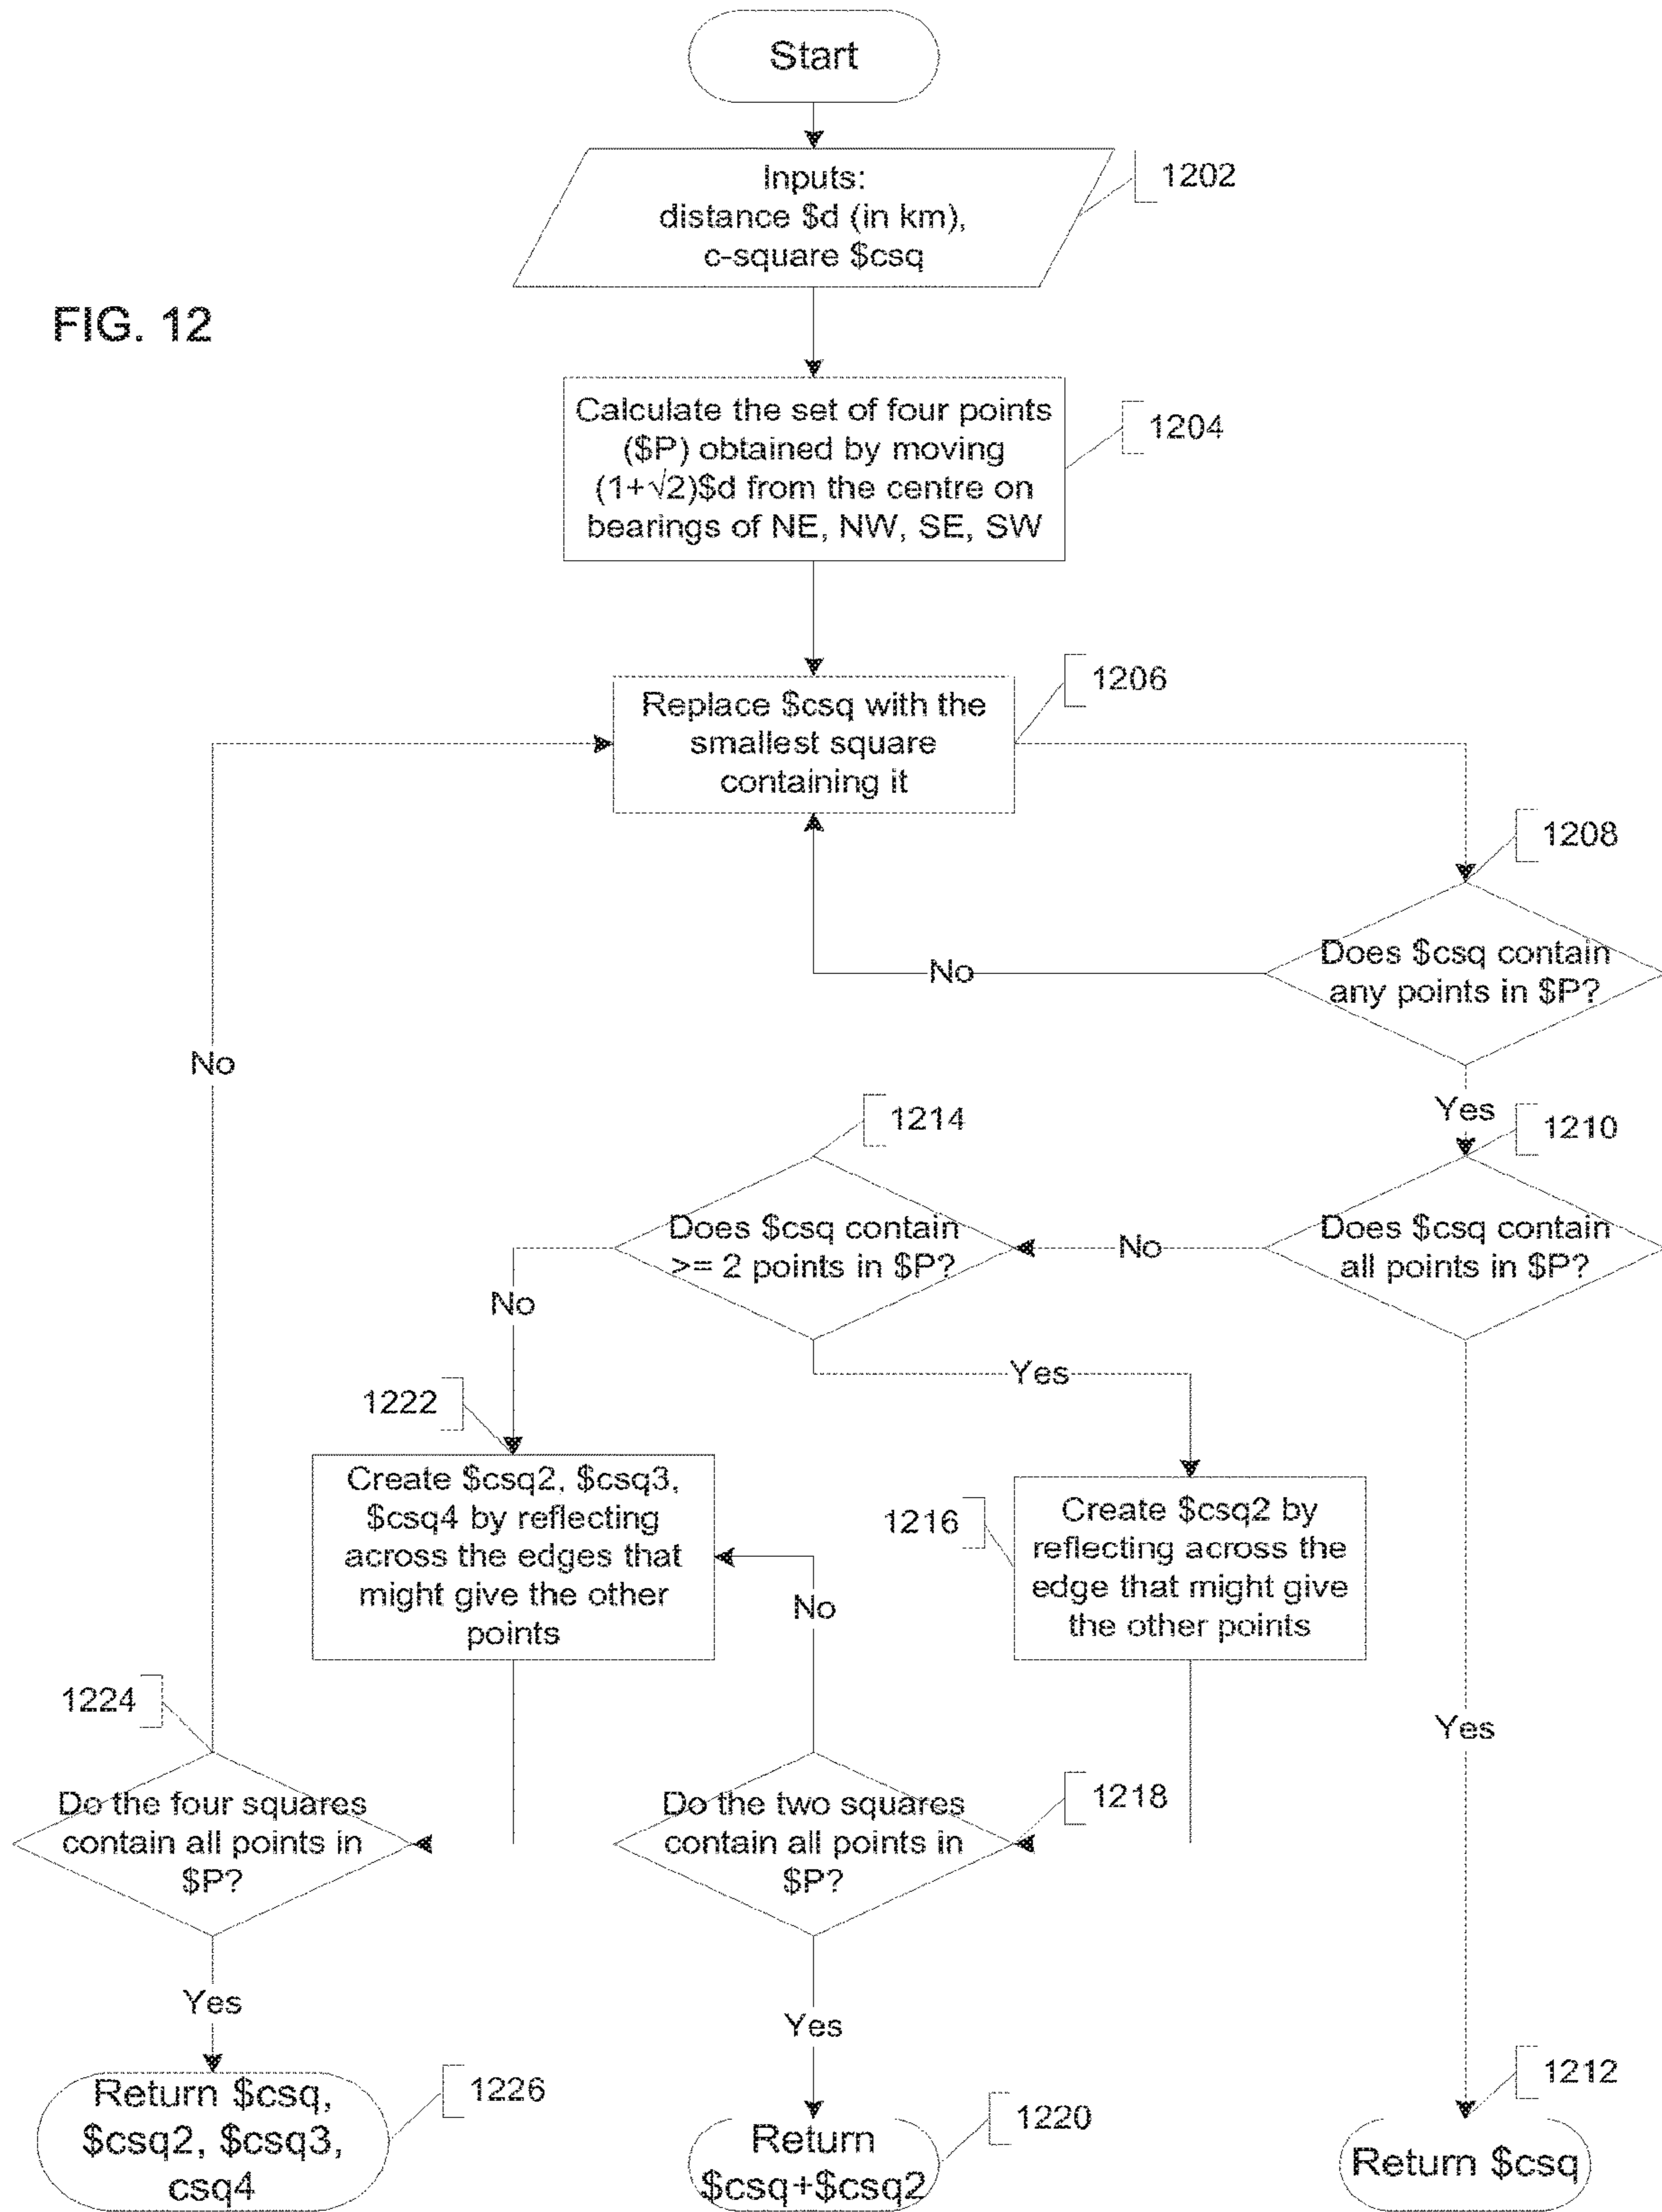 Start
Inputs:
distance $d (in km),
c-square $csq
1202
FIG. 12
Calculate the set of four points
($P) obtained by moving
(1+√2)$d from the centre on
bearings of NE, NW, SE, SW
1204
Replace $csq with the
smallest square
containing it
1206
1208
Does $csq contain
any points in $P?
No
No
Yes
1210
1214
Does $csq contain
>= 2 points in $P?
No
Does $csq contain
all points in $P?
No
Yes
1222
Create $csq2, $csq3,
$csq4 by reflecting
across the edges that
might give the other
points
1216
Create $csq2 by
reflecting across the
edge that might give
the other points
No
Yes
1224
Do the four squares
contain all points in
$P?
Do the two squares
contain all points in
$P?
1218
Yes
Yes
Return $csq,
$csq2, $csq3,
csq4
1226
Return
$csq+$csq2
1220
Return $csq
1212